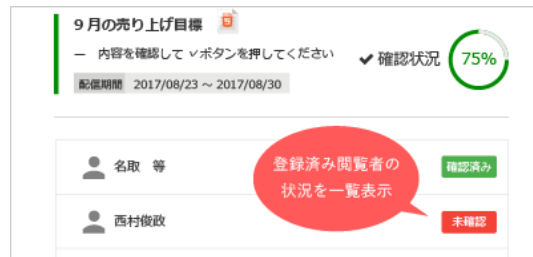 9月の売り上げ目標
ー 内容を確認して✓ボタンを押してください
配信期間 2017/08/23 ～ 2017/08/30
✔確認状況 75%
名取 等
確認済み
登録済み閲覧者の
状況を一覧表示
西村俊政
未確認